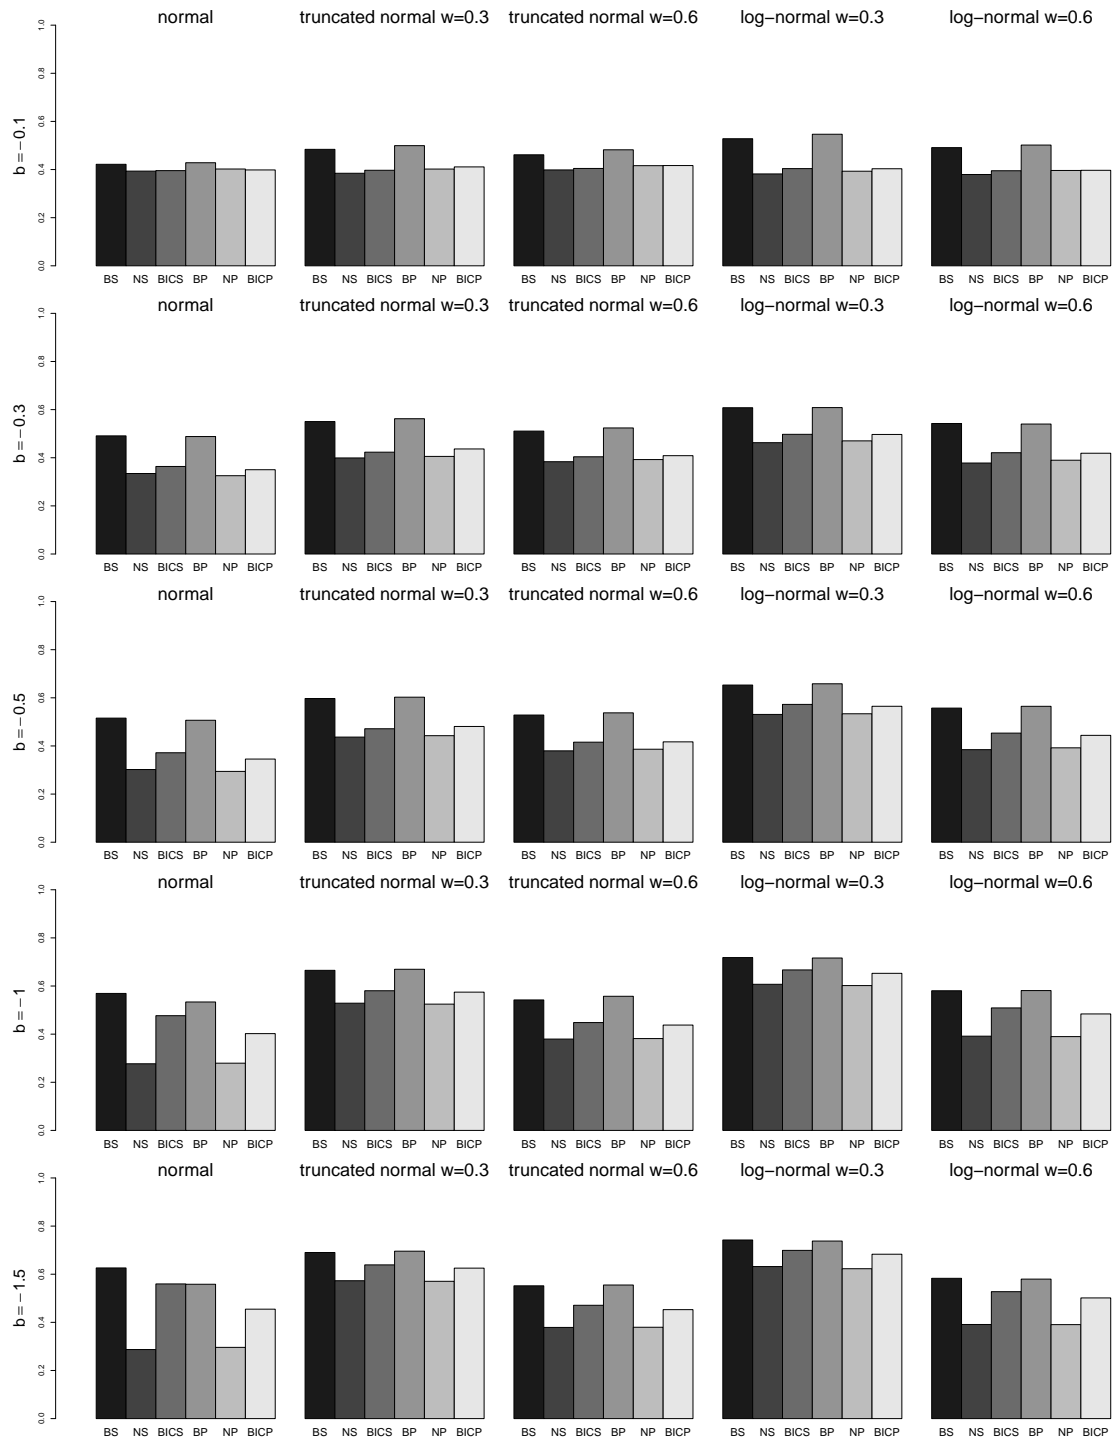 normal truncated normal w=0.3 truncated normal w=0.6 log−normal w=0.3 log−normal w=0.6
b = −0.1
0.0 0.2 0.4 0.6 0.8 1.0
BS NS BICS BP NP BICP BS NS BICS BP NP BICP BS NS BICS BP NP BICP BS NS BICS BP NP BICP BS NS BICS BP NP BICP
normal truncated normal w=0.3 truncated normal w=0.6 log−normal w=0.3 log−normal w=0.6
b = −0.3
0.0 0.2 0.4 0.6 0.8 1.0
BS NS BICS BP NP BICP BS NS BICS BP NP BICP BS NS BICS BP NP BICP BS NS BICS BP NP BICP BS NS BICS BP NP BICP
normal truncated normal w=0.3 truncated normal w=0.6 log−normal w=0.3 log−normal w=0.6
b = −0.5
0.0 0.2 0.4 0.6 0.8 1.0
BS NS BICS BP NP BICP BS NS BICS BP NP BICP BS NS BICS BP NP BICP BS NS BICS BP NP BICP BS NS BICS BP NP BICP
normal truncated normal w=0.3 truncated normal w=0.6 log−normal w=0.3 log−normal w=0.6
b = −1
0.0 0.2 0.4 0.6 0.8 1.0
BS NS BICS BP NP BICP BS NS BICS BP NP BICP BS NS BICS BP NP BICP BS NS BICS BP NP BICP BS NS BICS BP NP BICP
normal truncated normal w=0.3 truncated normal w=0.6 log−normal w=0.3 log−normal w=0.6
b = −1.5
0.0 0.2 0.4 0.6 0.8 1.0
BS NS BICS BP NP BICP BS NS BICS BP NP BICP BS NS BICS BP NP BICP BS NS BICS BP NP BICP BS NS BICS BP NP BICP